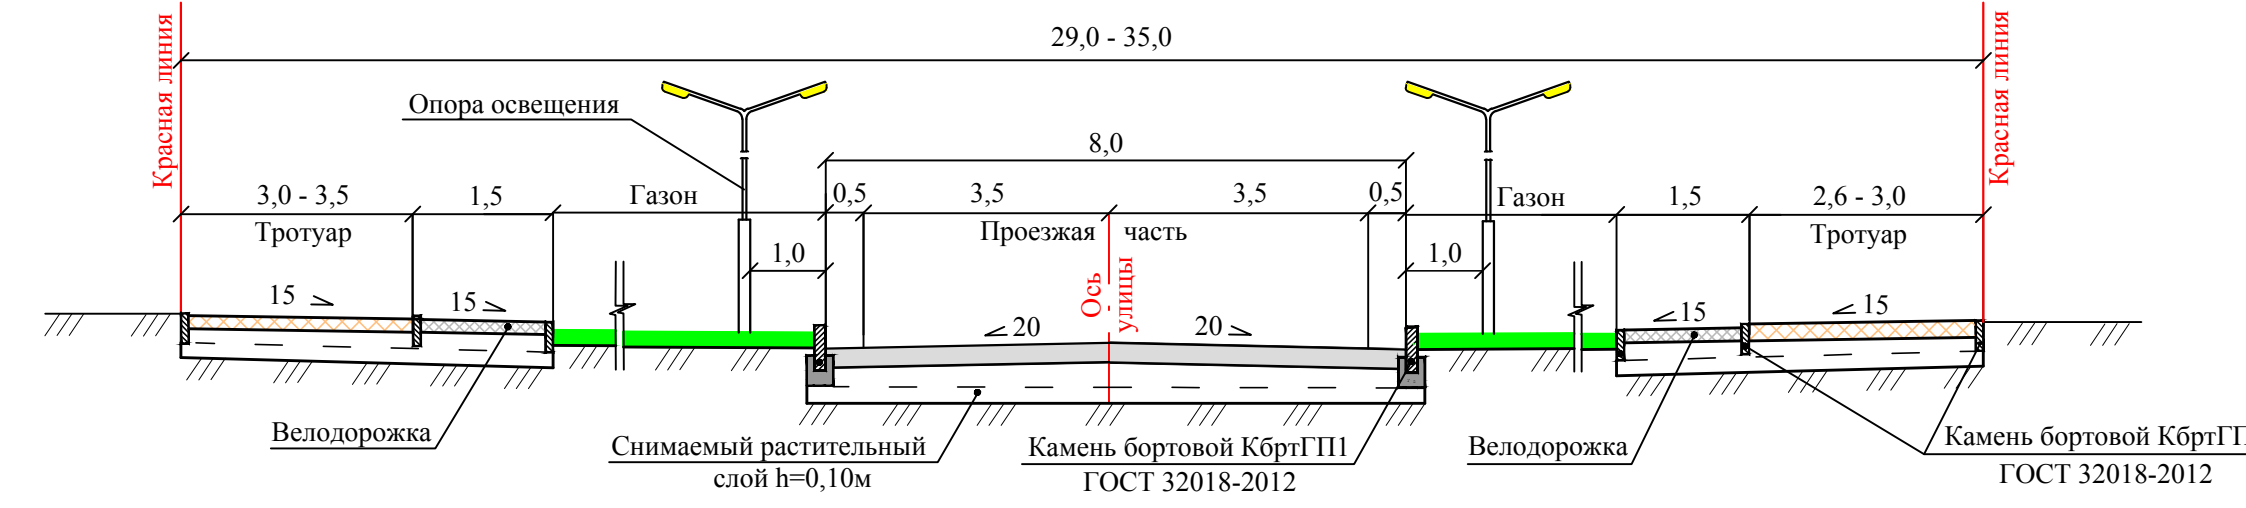 29,0 - 35,0
Красная линия
Красная линия
Опора освещения
8,0
3,0 - 3,5
1,5
Газон
0,5
3,5
3,5
0,5
Газон
1,5
2,6 - 3,0
Тротуар
Проезжая часть
Тротуар
1,0
1,0
Ось
улицы
15
15
20
20
15
15
Велодорожка
Снимаемый растительный
слой h=0,10м
Камень бортовой КбртГП1
ГОСТ 32018-2012
Велодорожка
Камень бортовой КбртГП
ГОСТ 32018-2012